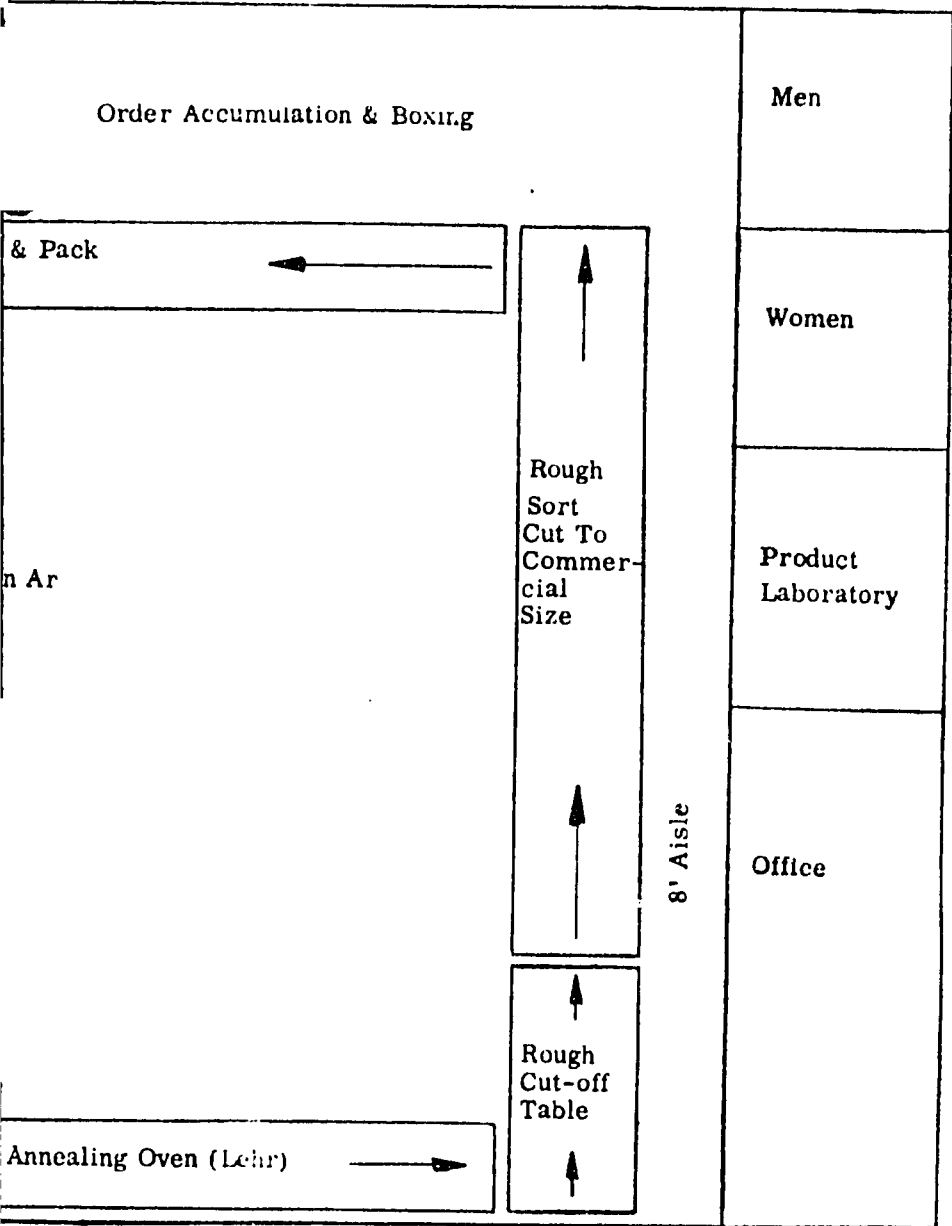 Order Accumulation & Boxing
Men
& Pack
Women
Rough
Sort
Cut To
Commer-
cial
Size
n Ar
Product
Laboratory
8' Aisle
Office
Rough
Cut-off
Table
Annealing Oven (Lehr)